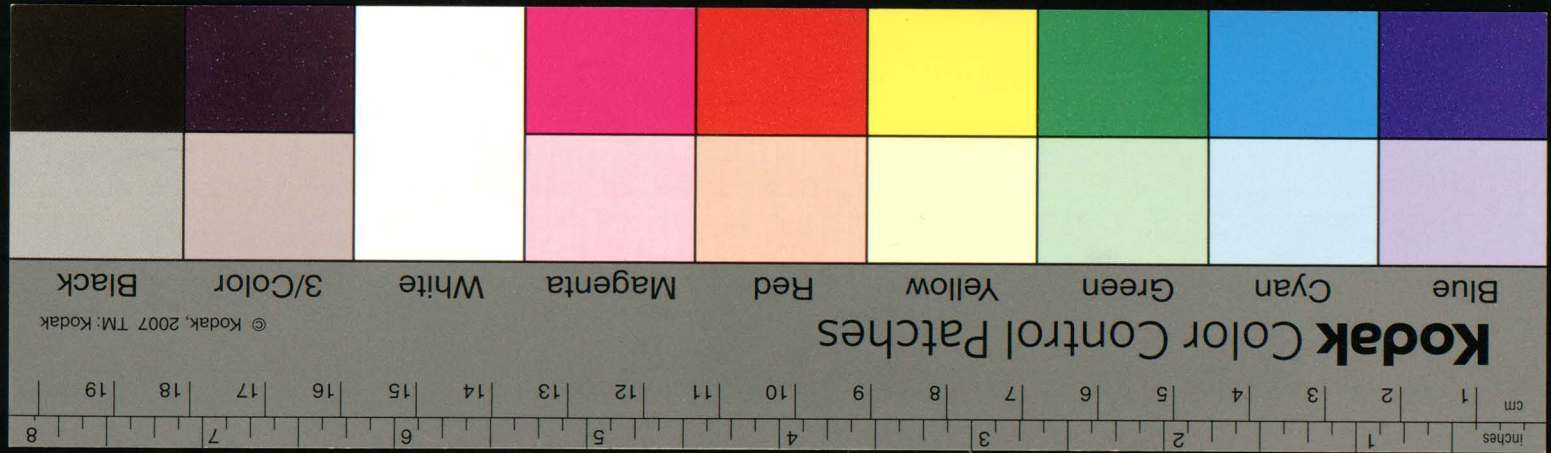 inches 1 2 3 4 5 6 7 8
cm 1 2 3 4 5 6 7 8 9 10 11 12 13 14 15 16 17 18 19
Kodak Color Control Patches © Kodak, 2007 TM: Kodak
Blue Cyan Green Yellow Red Magenta White 3/Color Black